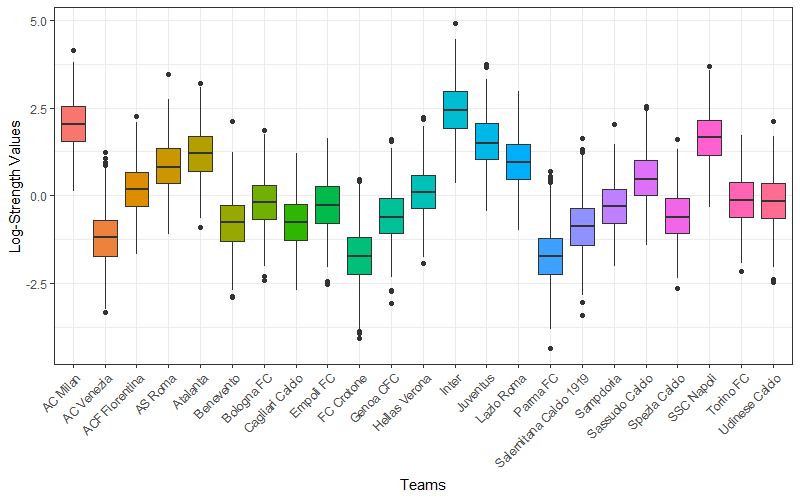 Log-Strength Values
5.0
2.5
0.0
-2.5
AC Milan
AC Venezia
ACF Fiorentina
AS Roma
Atalanta
Benevento
Bologna FC
Cagliari Calcio
Empoli FC
FC Crotone
Genoa CFC
Hellas Verona
Inter
Juventus
Lazio Roma
Parma FC
Salernitana Calcio 1919
Sampdoria
Sassuolo Calcio
Spezia Calcio
SSC Napoli
Torino FC
Udinese Calcio
Teams